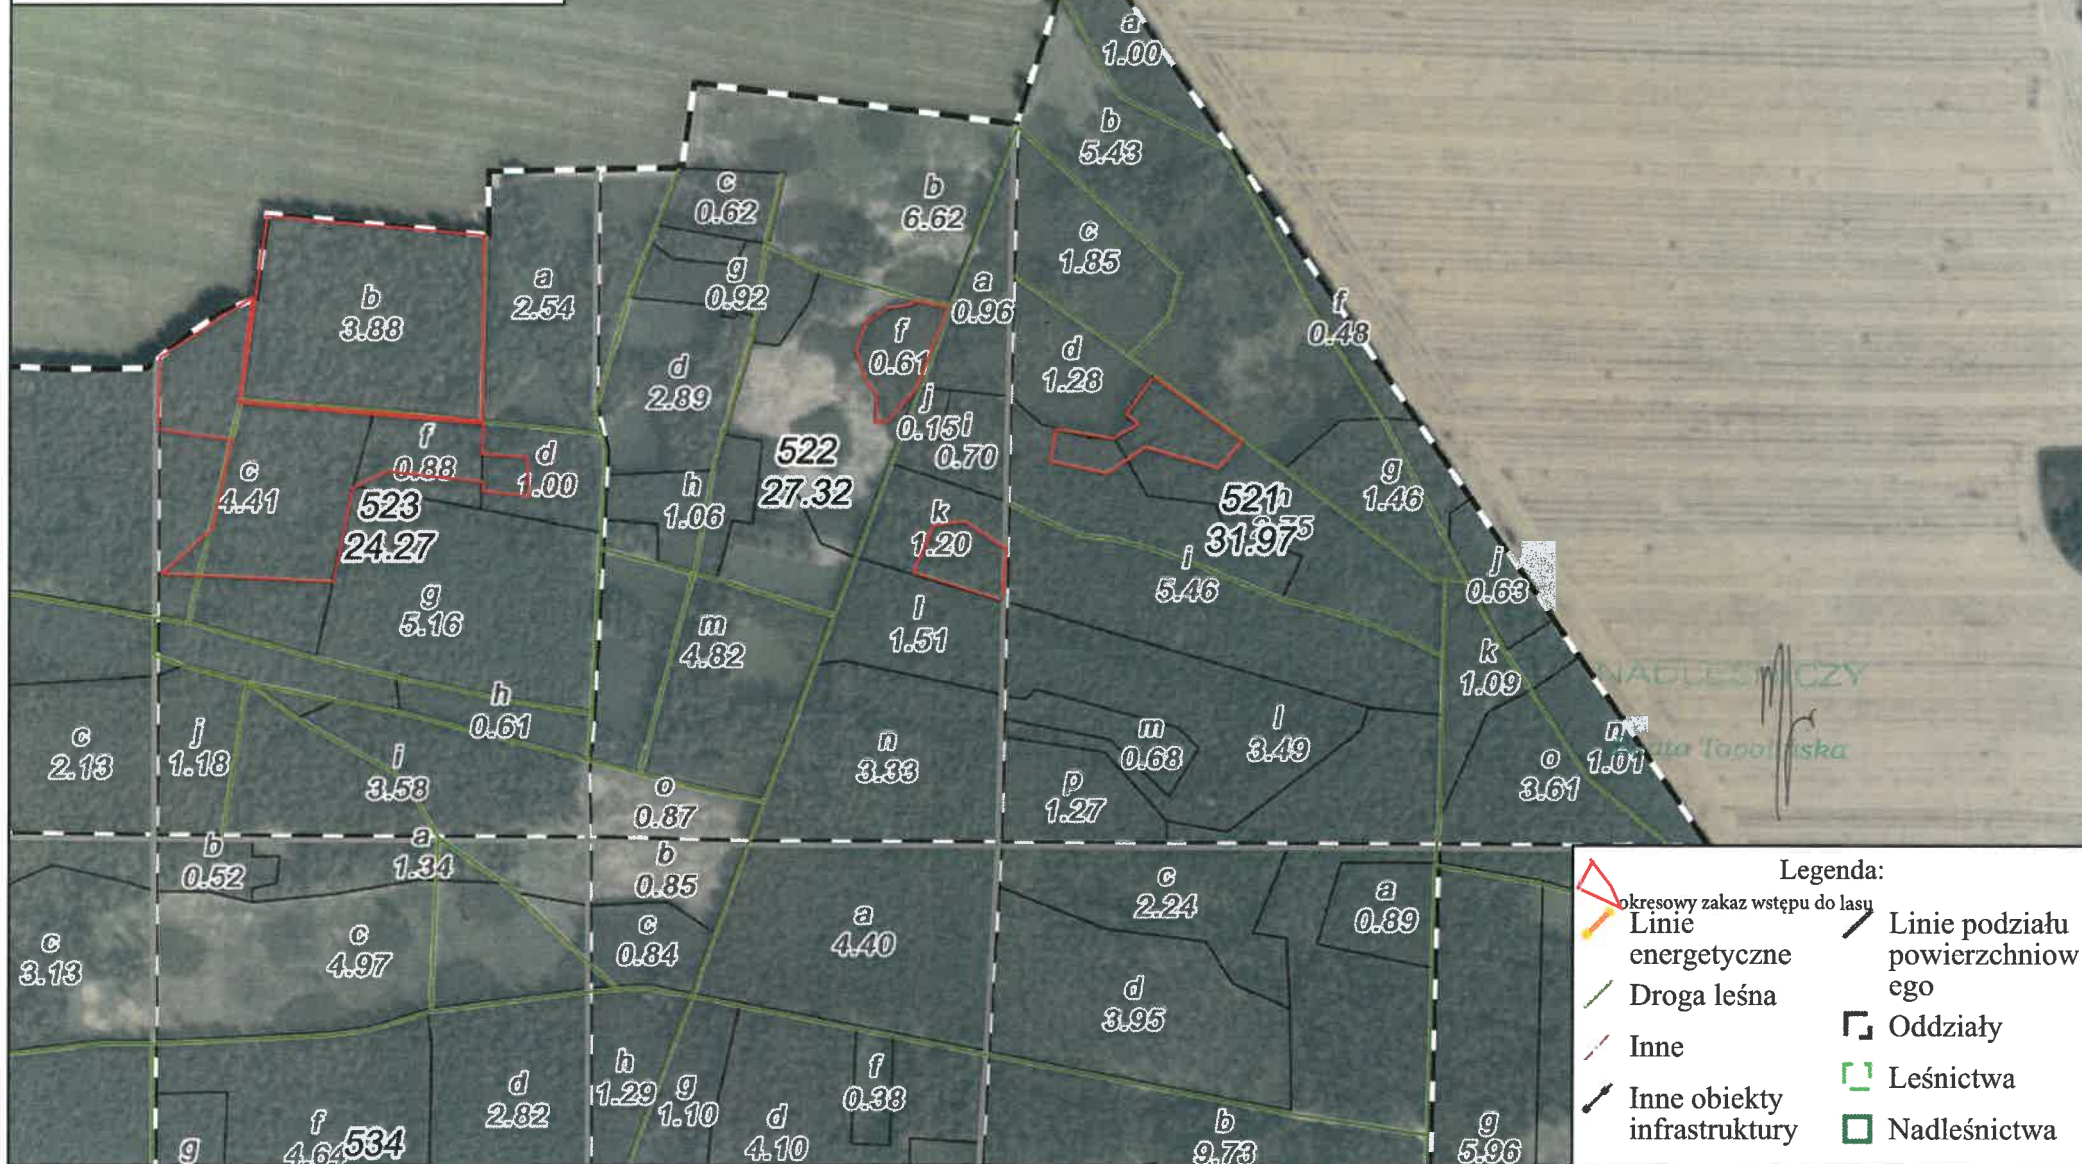 a
1.00
b
5.43
c
0.62
b
6.62
c
1.85
a
2.54
g
0.92
a
0.96
b
3.88
f
0.48
f
0.61
d
1.28
d
2.89
j
0.15
i
0.70
f
0.88
d
1.00
c
4.41
522
27.32
g
1.46
h
1.06
523
24.27
521
31.97
k
1.20
i
5.46
j
0.63
g
5.16
l
1.51
m
4.82
k
1.09
NADLEŚNICZY
h
0.61
c
2.13
j
1.18
i
3.58
n
3.33
m
0.68
l
3.49
n
1.01
o
3.61
p
1.27
o
0.87
b
0.52
a
1.34
b
0.85
c
2.24
a
0.89
c
3.13
c
4.97
c
0.84
a
4.40
d
3.95
d
2.82
h
1.29
g
1.10
f
0.38
f
4.64
534
g
d
4.10
b
9.73
g
5.96
Legenda:
okresowy zakaz wstępu do lasu
Linie
energetyczne
Droga leśna
Inne
Inne obiekty
infrastruktury
Linie podziału
powierzchniow
ego
Oddziały
Leśnictwa
Nadleśnictwa